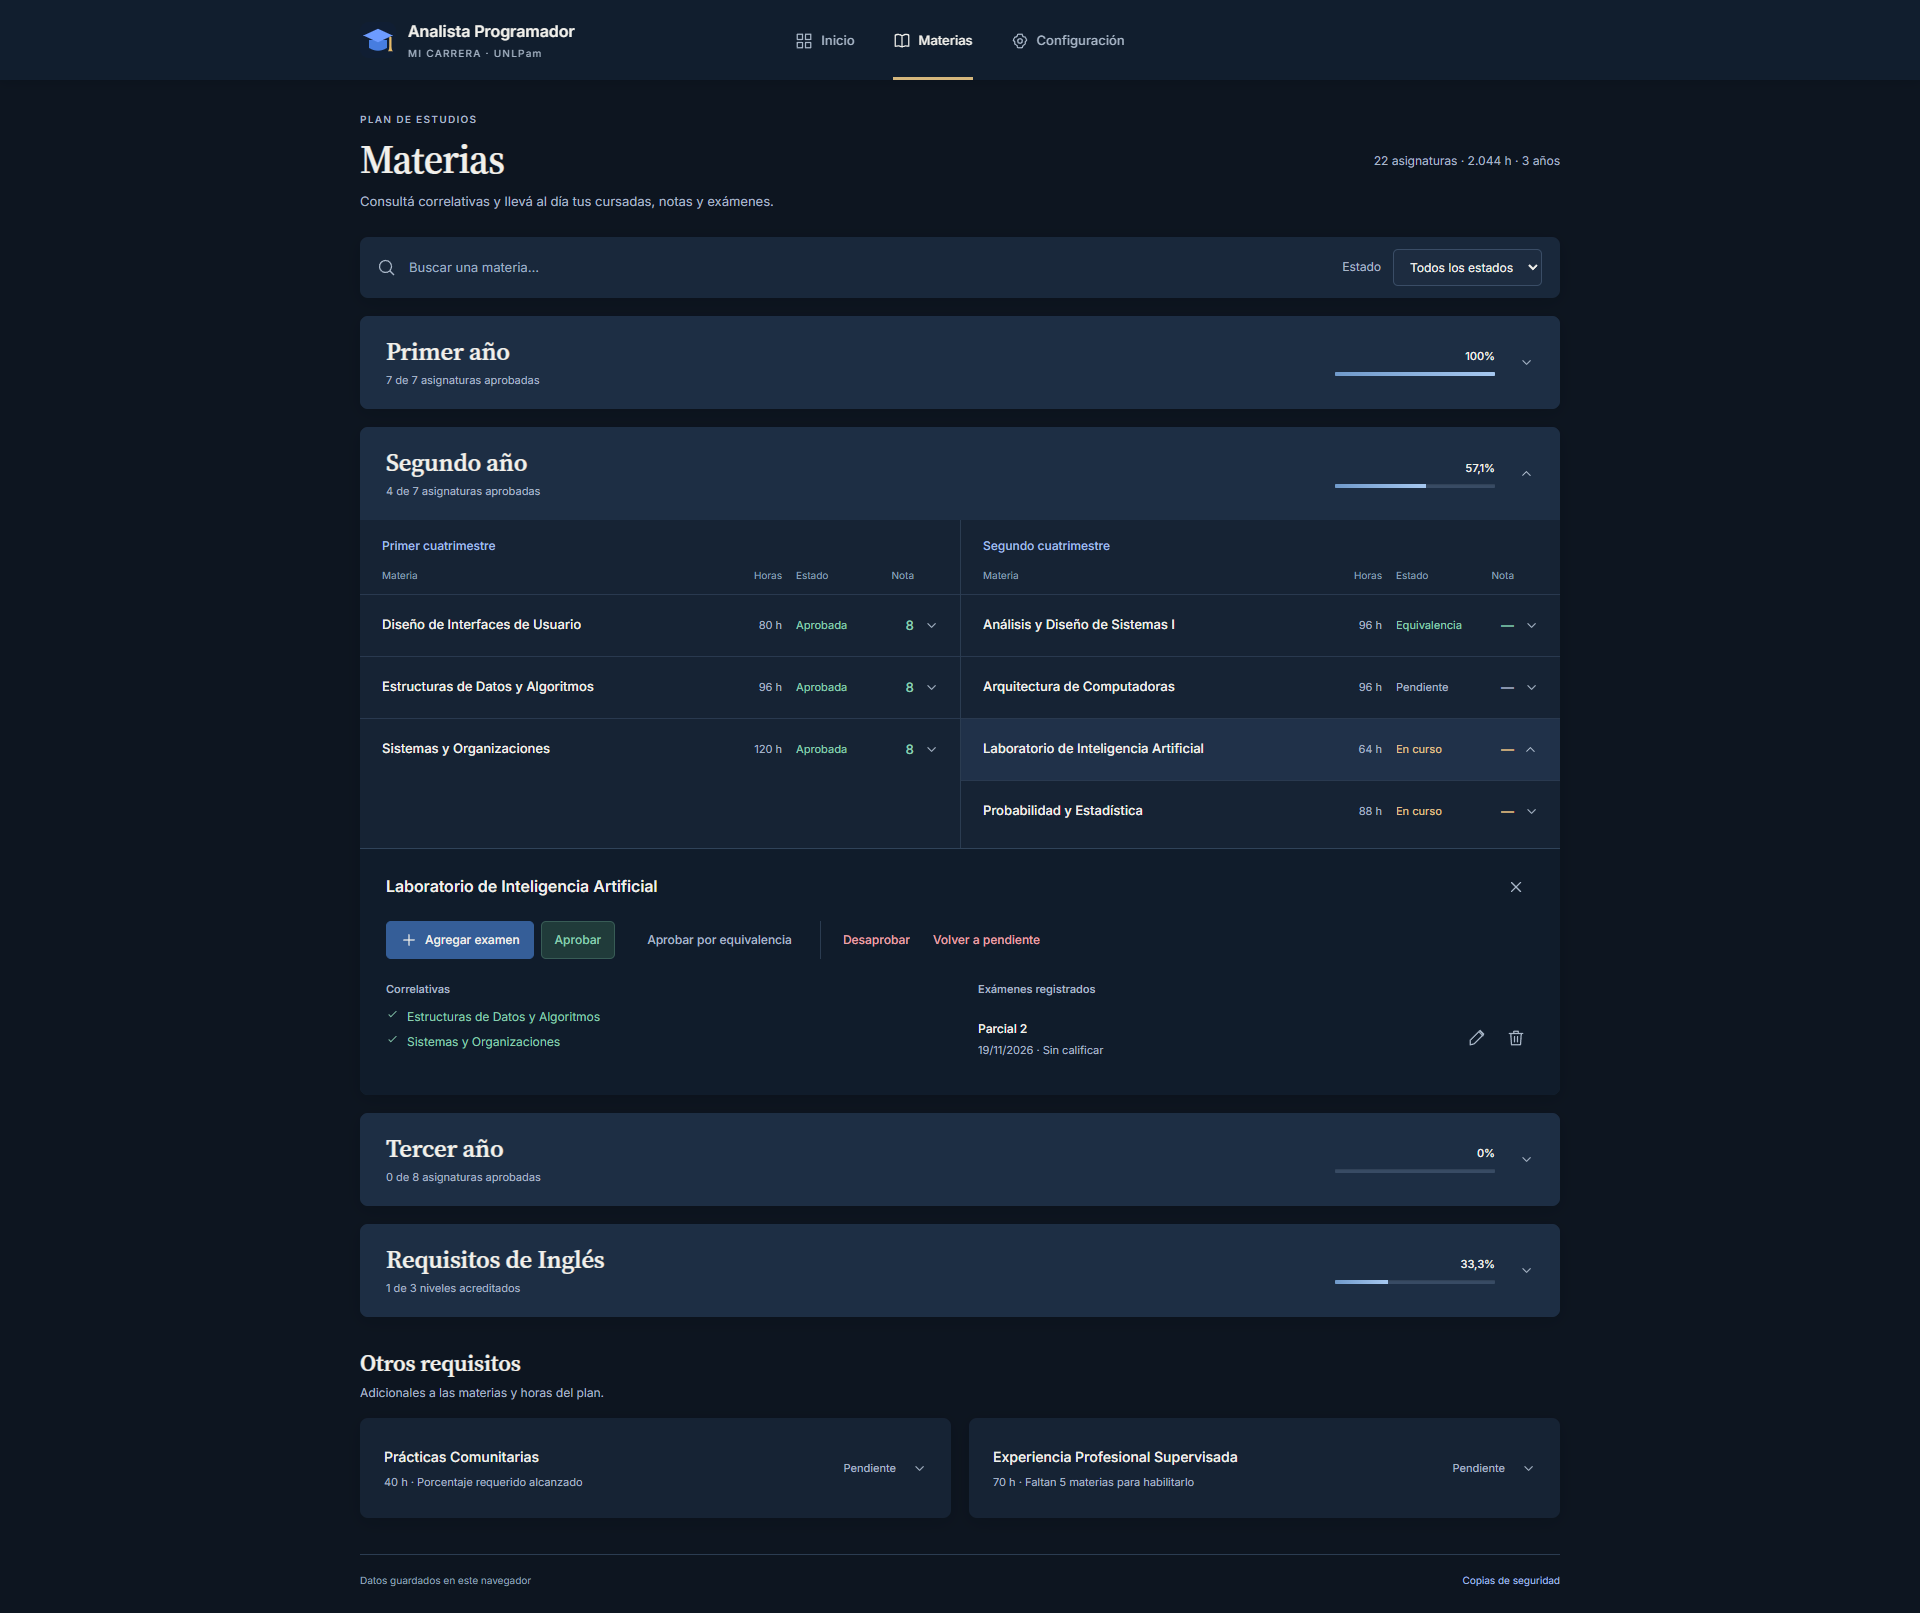 Analista Programador
MI CARRERA · UNLPam
Inicio
Materias
Configuración
PLAN DE ESTUDIOS
Materias
22 asignaturas · 2.044 h · 3 años
Consultá correlativas y llevá al día tus cursadas, notas y exámenes.
Buscar una materia...
Estado
Todos los estados
Primer año
7 de 7 asignaturas aprobadas
100%
Segundo año
4 de 7 asignaturas aprobadas
57,1%
Primer cuatrimestre
Materia Horas Estado Nota
Diseño de Interfaces de Usuario 80 h Aprobada 8
Estructuras de Datos y Algoritmos 96 h Aprobada 8
Sistemas y Organizaciones 120 h Aprobada 8
Segundo cuatrimestre
Materia Horas Estado Nota
Análisis y Diseño de Sistemas I 96 h Equivalencia —
Arquitectura de Computadoras 96 h Pendiente —
Laboratorio de Inteligencia Artificial 64 h En curso —
Probabilidad y Estadística 88 h En curso —
Laboratorio de Inteligencia Artificial
Agregar examen
Aprobar
Aprobar por equivalencia
Desaprobar
Volver a pendiente
Correlativas
Estructuras de Datos y Algoritmos
Sistemas y Organizaciones
Exámenes registrados
Parcial 2
19/11/2026 · Sin calificar
Tercer año
0 de 8 asignaturas aprobadas
0%
Requisitos de Inglés
1 de 3 niveles acreditados
33,3%
Otros requisitos
Adicionales a las materias y horas del plan.
Prácticas Comunitarias
40 h · Porcentaje requerido alcanzado
Pendiente
Experiencia Profesional Supervisada
70 h · Faltan 5 materias para habilitarlo
Pendiente
Datos guardados en este navegador
Copias de seguridad